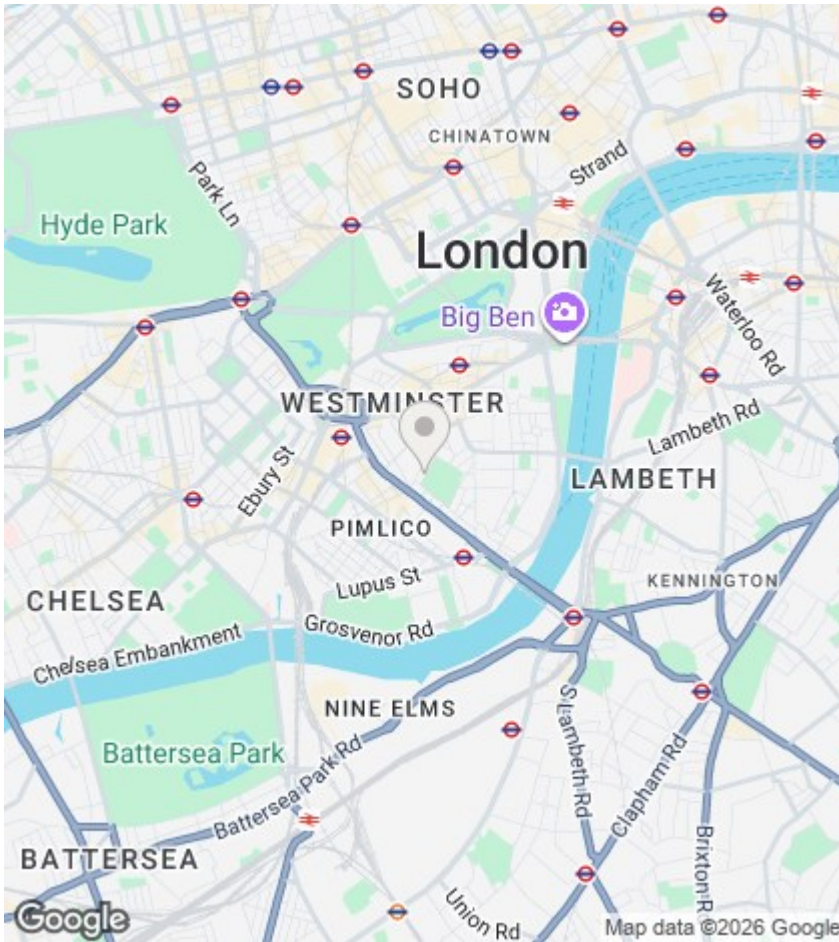 SOHO
CHINATOWN
Park Ln
Strand
Hyde Park
London
Big Ben
Waterloo Rd
WESTMINSTER
Lambeth Rd
Ebury St
LAMBETH
PIMLICO
Lupus St
KENNINGTON
CHELSEA
Grosvenor Rd
Chelsea Embankment
NINE ELMS
S Lambeth Rd
Battersea Park
Battersea Park Rd
Clapham Rd
Brixton R
BATTERSEA
Union Rd
Google
Map data ©2026 Google